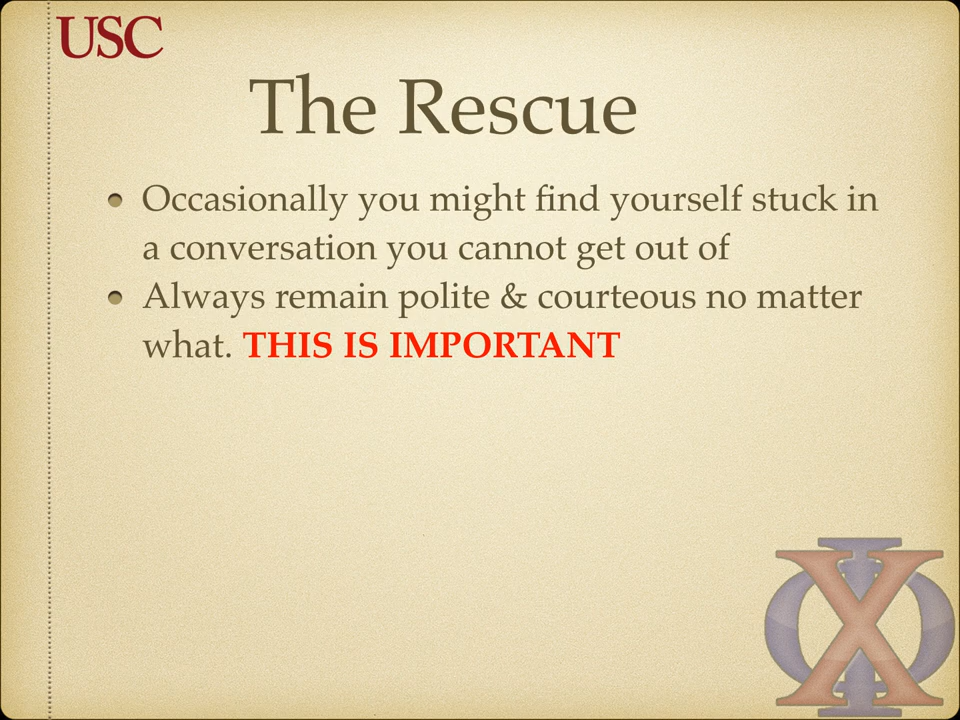 USC
The Rescue
Occasionally you might find yourself stuck in
a conversation you cannot get out of
Always remain polite & courteous no matter
what. THIS IS IMPORTANT
ΦΧ